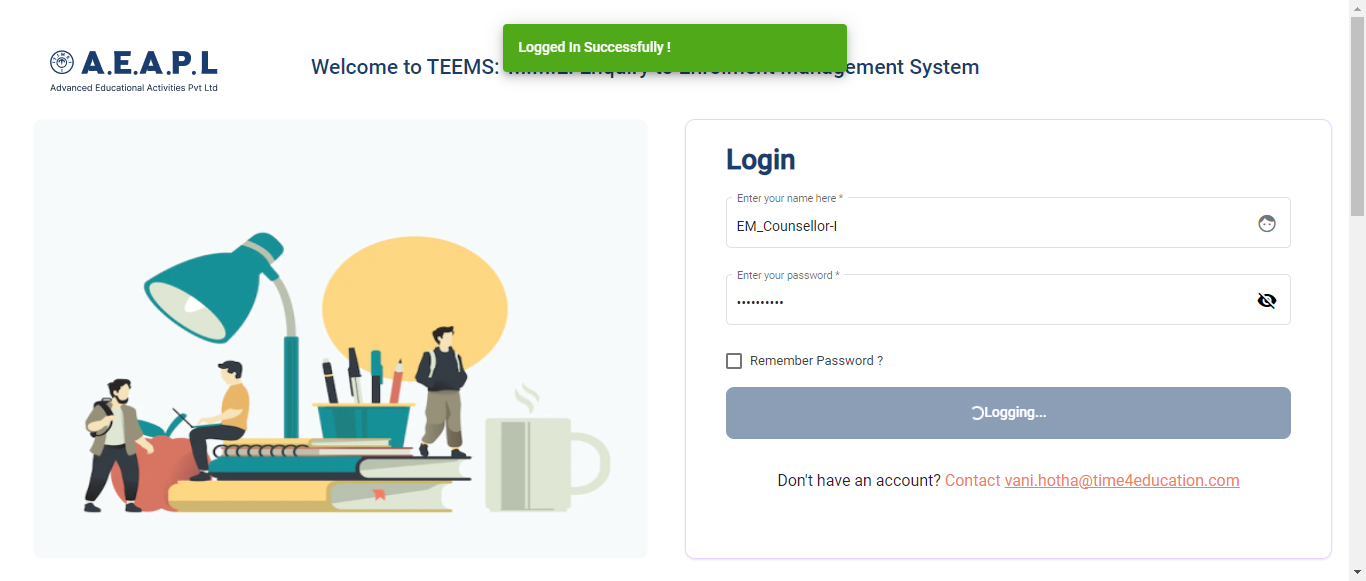 Logged In Successfully !
A.E.A.P.L
Advanced Educational Activities Pvt Ltd
Welcome to TEEMS: Enquiry to Enrolment Management System
Login
Enter your name here *
EM_Counsellor-I
Enter your password *
••••••••••
Remember Password ?
Logging...
Don't have an account? Contact vani.hotha@time4education.com